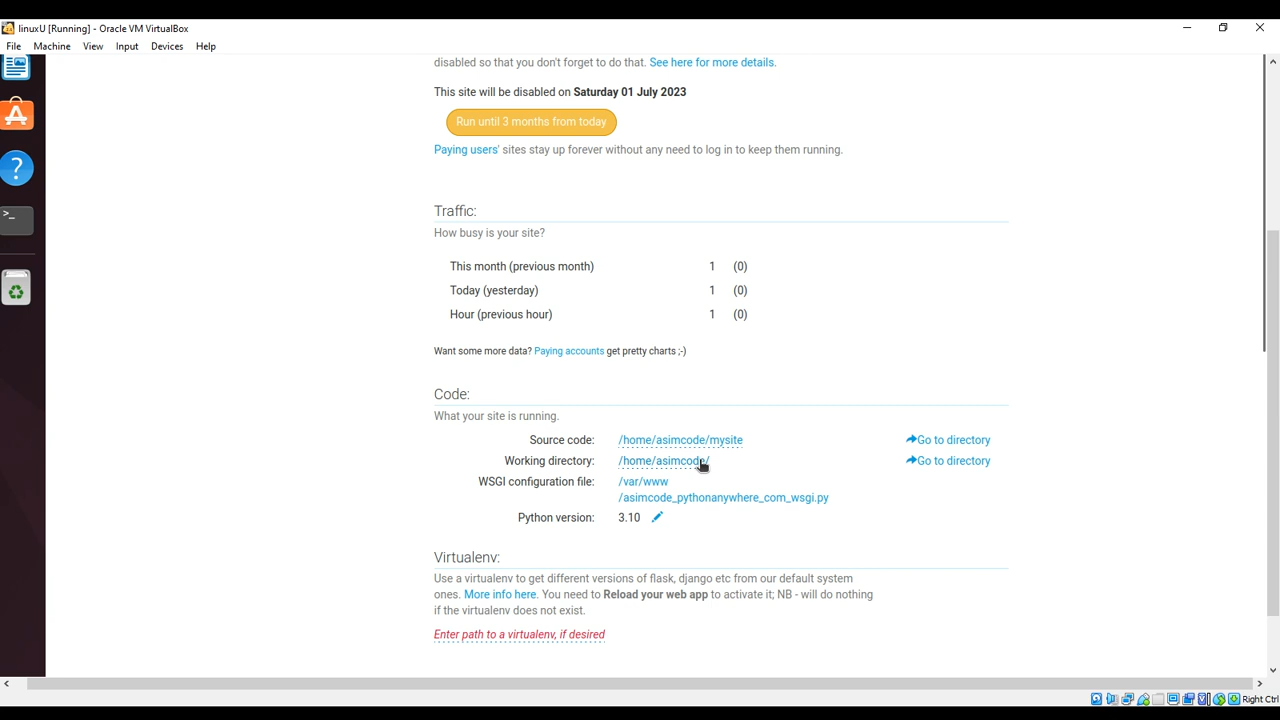 linuxU [Running] - Oracle VM VirtualBox
File Machine View Input Devices Help
disabled so that you don't forget to do that. See here for more details.
This site will be disabled on Saturday 01 July 2023
Run until 3 months from today
Paying users' sites stay up forever without any need to log in to keep them running.
Traffic:
How busy is your site?
This month (previous month) 1 (0)
Today (yesterday) 1 (0)
Hour (previous hour) 1 (0)
Want some more data? Paying accounts get pretty charts ;-)
Code:
What your site is running.
Source code: /home/asimcode/mysite Go to directory
Working directory: /home/asimcode/ Go to directory
WSGI configuration file: /var/www
/asimcode_pythonanywhere_com_wsgi.py
Python version: 3.10
Virtualenv:
Use a virtualenv to get different versions of flask, django etc from our default system
ones. More info here. You need to Reload your web app to activate it; NB - will do nothing
if the virtualenv does not exist.
Enter path to a virtualenv, if desired
Right Ctrl